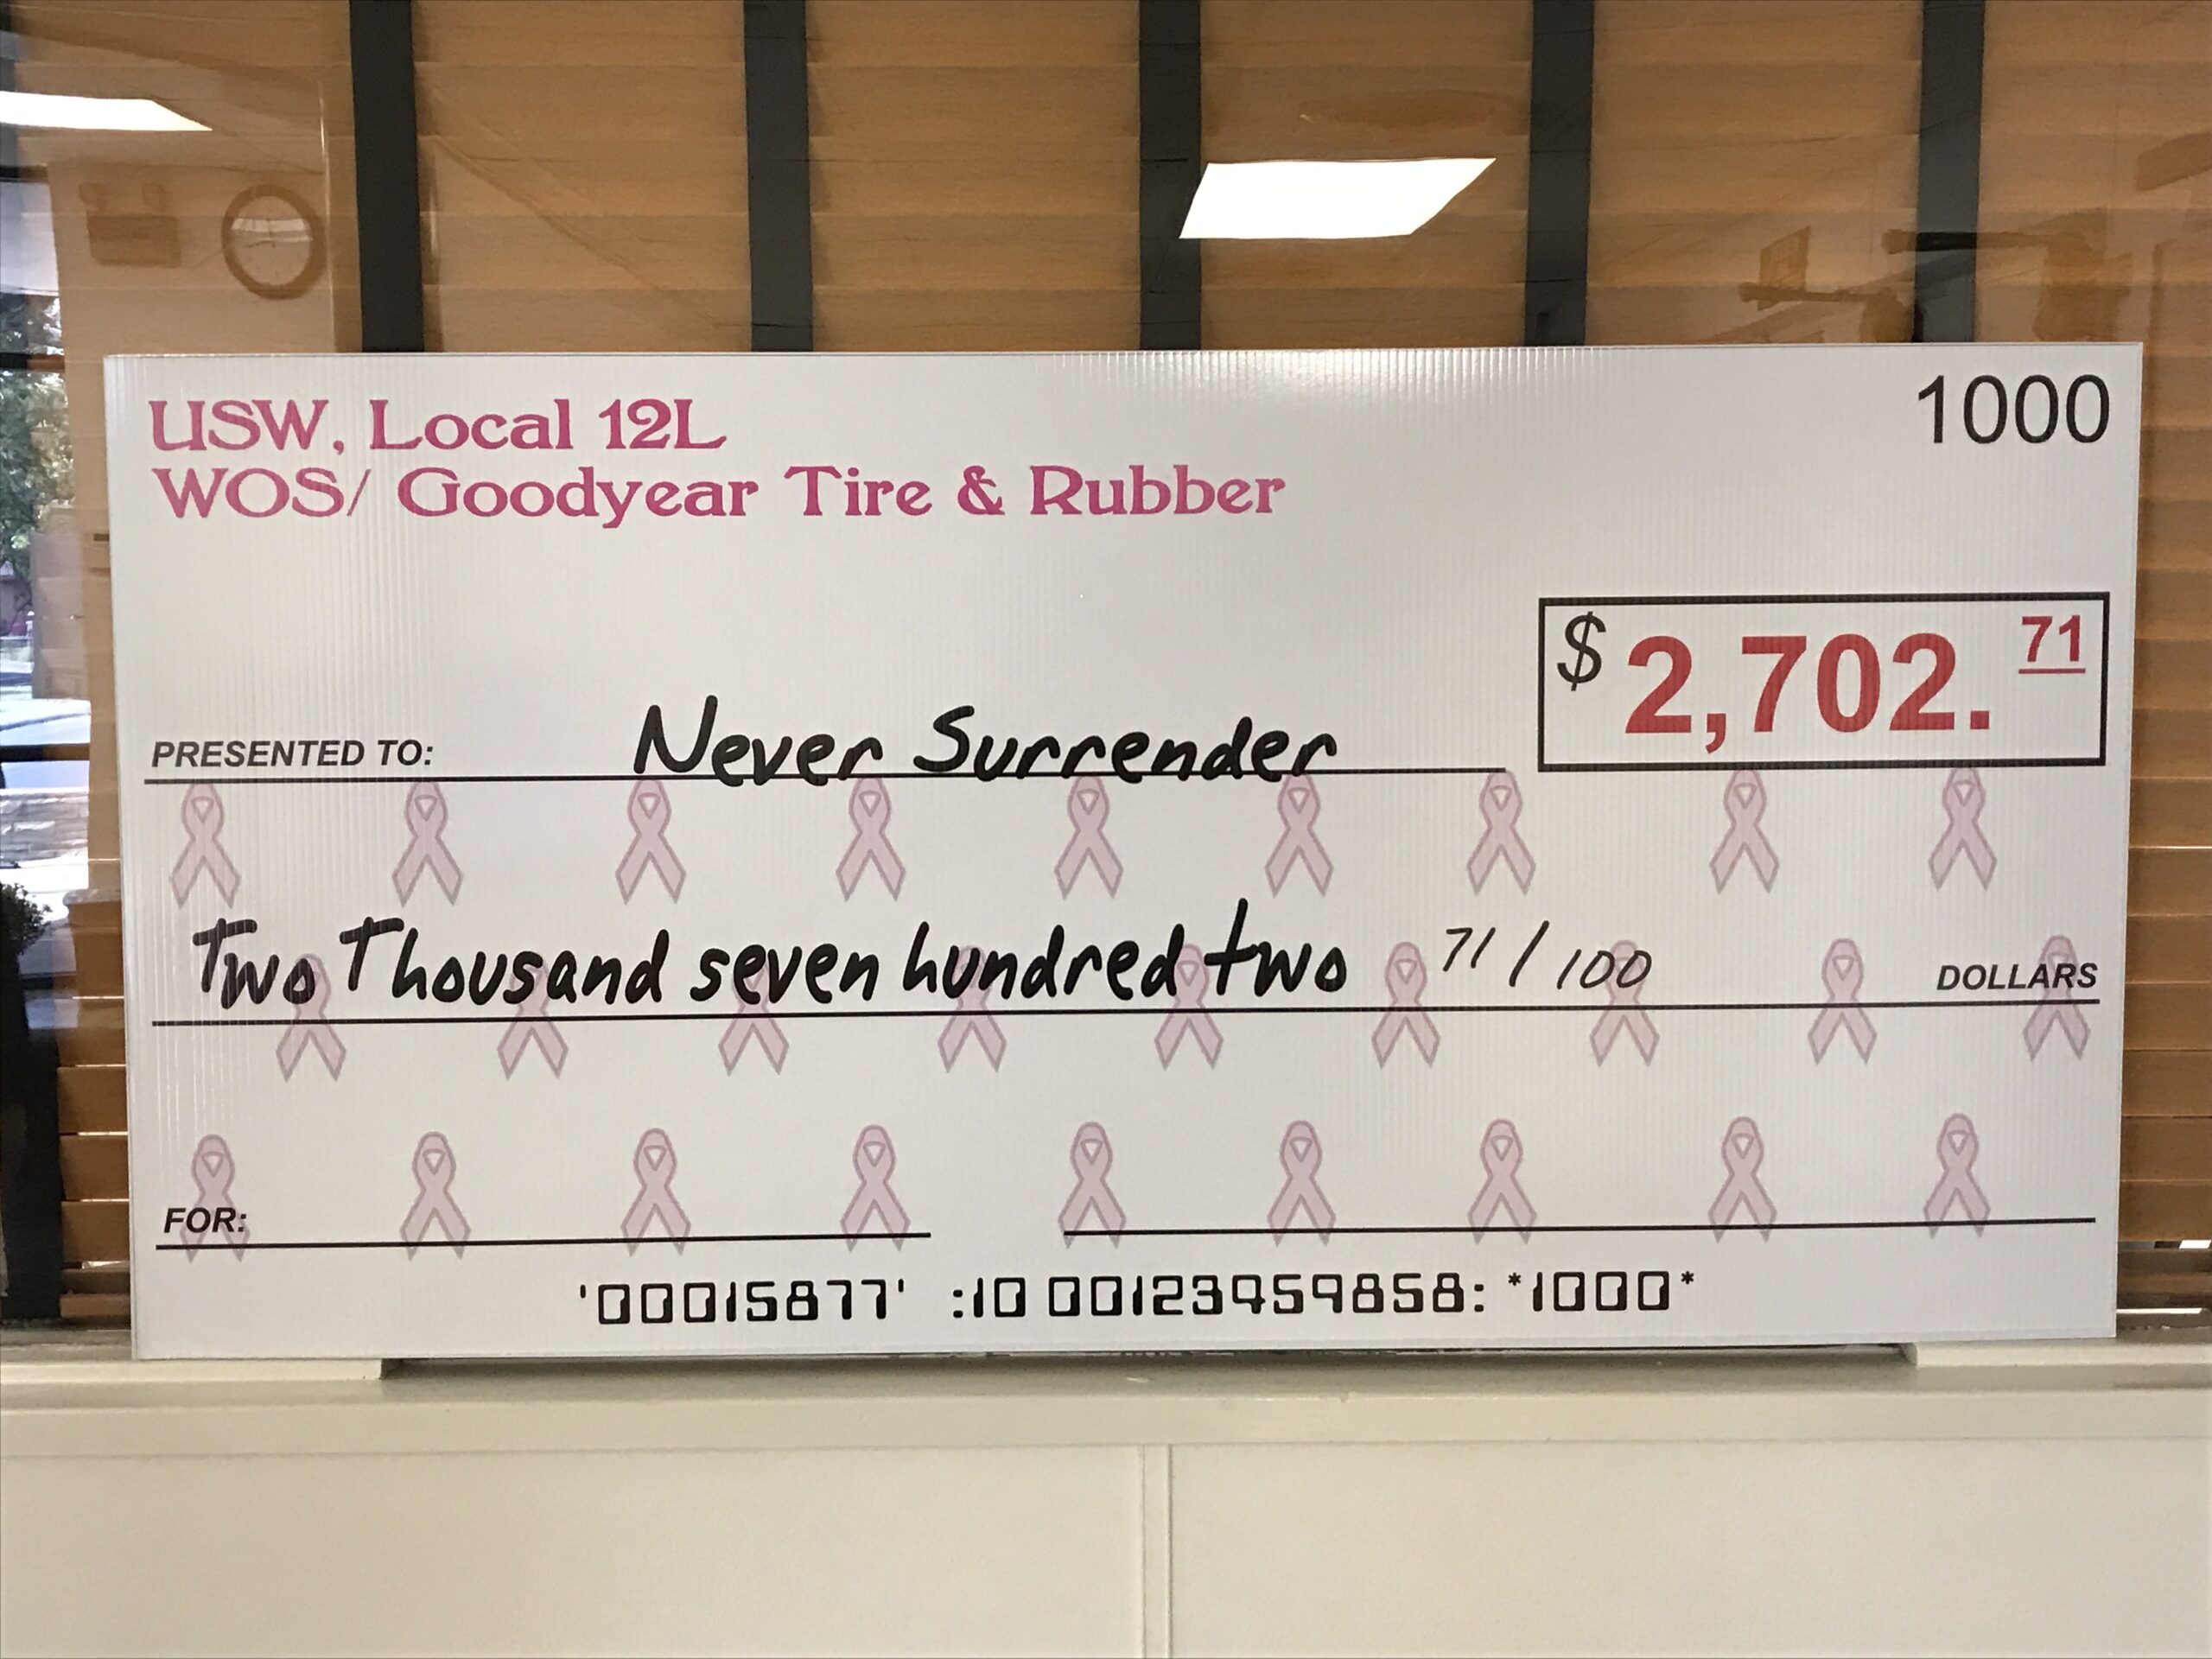 USW, Local 12L
WOS/ Goodyear Tire & Rubber
1000
$ 2,702. 71
PRESENTED TO: Never Surrender
Two Thousand seven hundred two 71/100 DOLLARS
FOR:
'00015877' :10 00123959858: *1000*